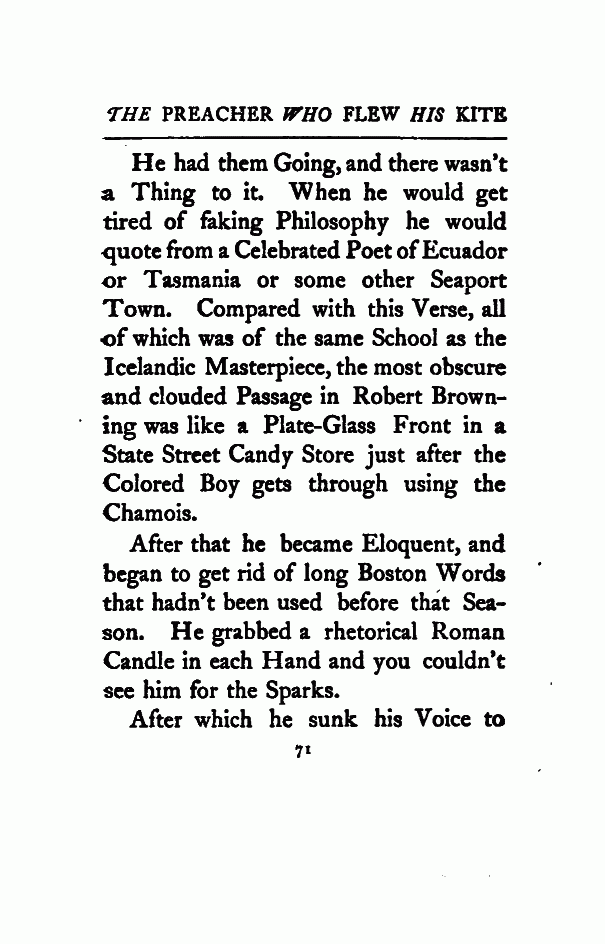 THE PREACHER WHO FLEW HIS KITE
He had them Going, and there wasn't
a Thing to it. When he would get
tired of faking Philosophy he would
quote from a Celebrated Poet of Ecuador
or Tasmania or some other Seaport
Town. Compared with this Verse, all
of which was of the same School as the
Icelandic Masterpiece, the most obscure
and clouded Passage in Robert Brown-
ing was like a Plate-Glass Front in a
State Street Candy Store just after the
Colored Boy gets through using the
Chamois.
After that he became Eloquent, and
began to get rid of long Boston Words
that hadn't been used before that Sea-
son. He grabbed a rhetorical Roman
Candle in each Hand and you couldn't
see him for the Sparks.
After which he sunk his Voice to
71